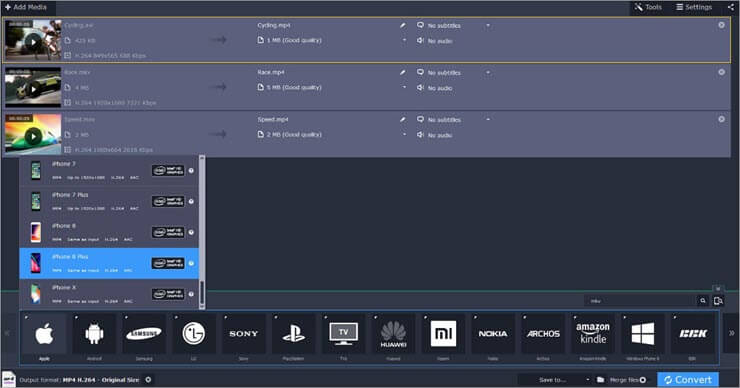 Add Media
Tools
Settings
00:00:05
Cycling.avi
425 KB
H.264 849x565 688 Kbps
Cycling.mp4
1 MB (Good quality)
No subtitles
No audio
Race.mkv
4 MB
H.264 1920x1080 7221 Kbps
Race.mp4
5 MB (Good quality)
No subtitles
No audio
Speed.mov
2 MB
H.264
Speed.mp4
2 MB (Good quality)
No subtitles
No audio
iPhone 7
MP4 Up to 1920x1080 H.264 AAC
iPhone 7 Plus
MP4 Up to 1920x1080 H.264 AAC
iPhone 8
MP4 Same as input H.264 AAC
iPhone 8 Plus
MP4 Same as input H.264 AAC
iPhone X
MP4 Same as input H.264 AAC
mkv
Apple
Android
SAMSUNG
Samsung
LG
LG
SONY
Sony
PlayStation
TV
TVs
HUAWEI
Huawei
mi
Xiaomi
NOKIA
Nokia
ARCHOS
Archos
amazon
kindle
Amazon Kindle
Windows Phone 8
BBK
BBK
Output format: MP4 H.264 - Original Size
Save to...
Merge files
Convert